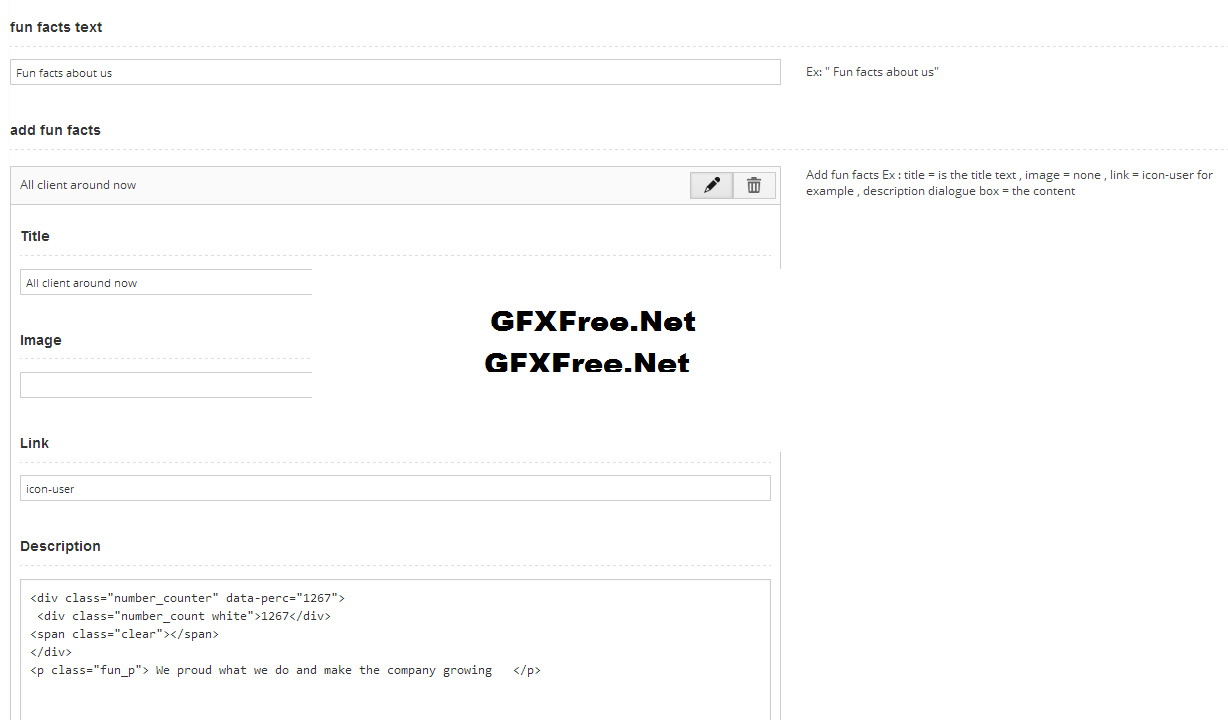 fun facts text
Fun facts about us
Ex: " Fun facts about us"
add fun facts
All client around now
Add fun facts Ex : title = is the title text , image = none , link = icon-user for
example , description dialogue box = the content
Title
All client around now
GFXFree.Net
Image
GFXFree.Net
Link
icon-user
Description
<div class="number_counter" data-perc="1267">
<div class="number_count white">1267</div>
<span class="clear"></span>
</div>
<p class="fun_p"> We proud what we do and make the company growing   </p>